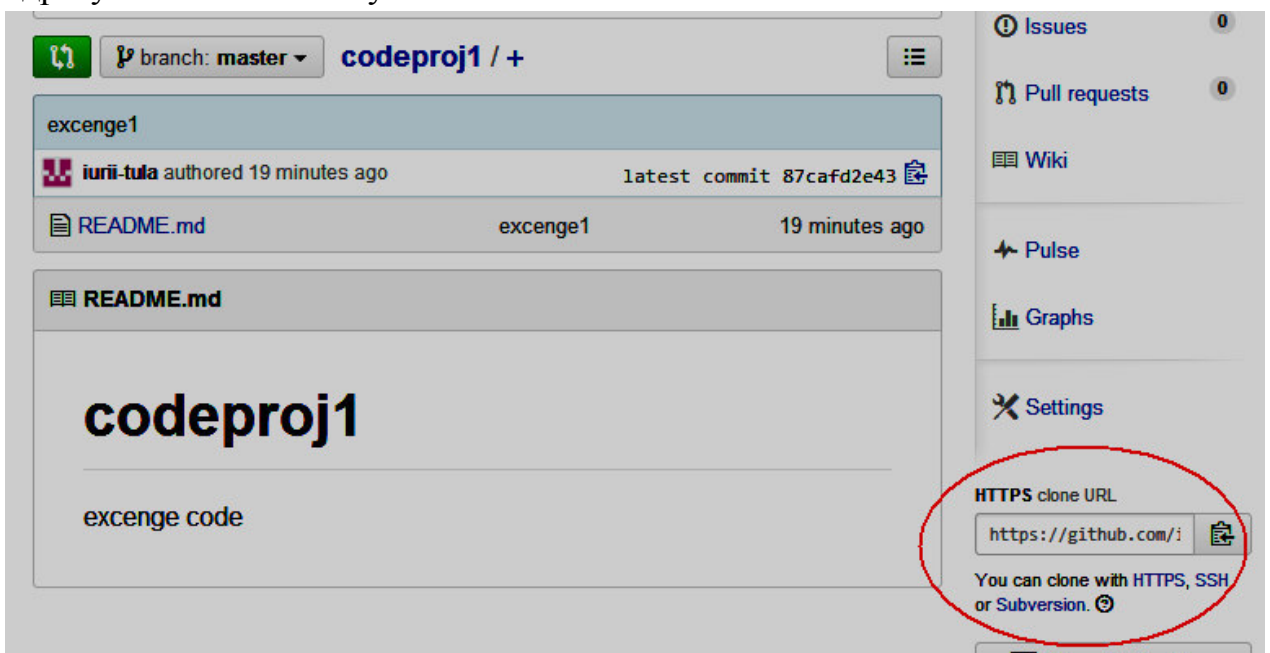 branch: master
codeproj1 / +
excenge1
iurii-tula authored 19 minutes ago
latest commit 87cafd2e43
README.md excenge1 19 minutes ago
README.md
codeproj1
excenge code
Issues 0
Pull requests 0
Wiki
Pulse
Graphs
Settings
HTTPS clone URL
https://github.com/i
You can clone with HTTPS, SSH,
or Subversion.